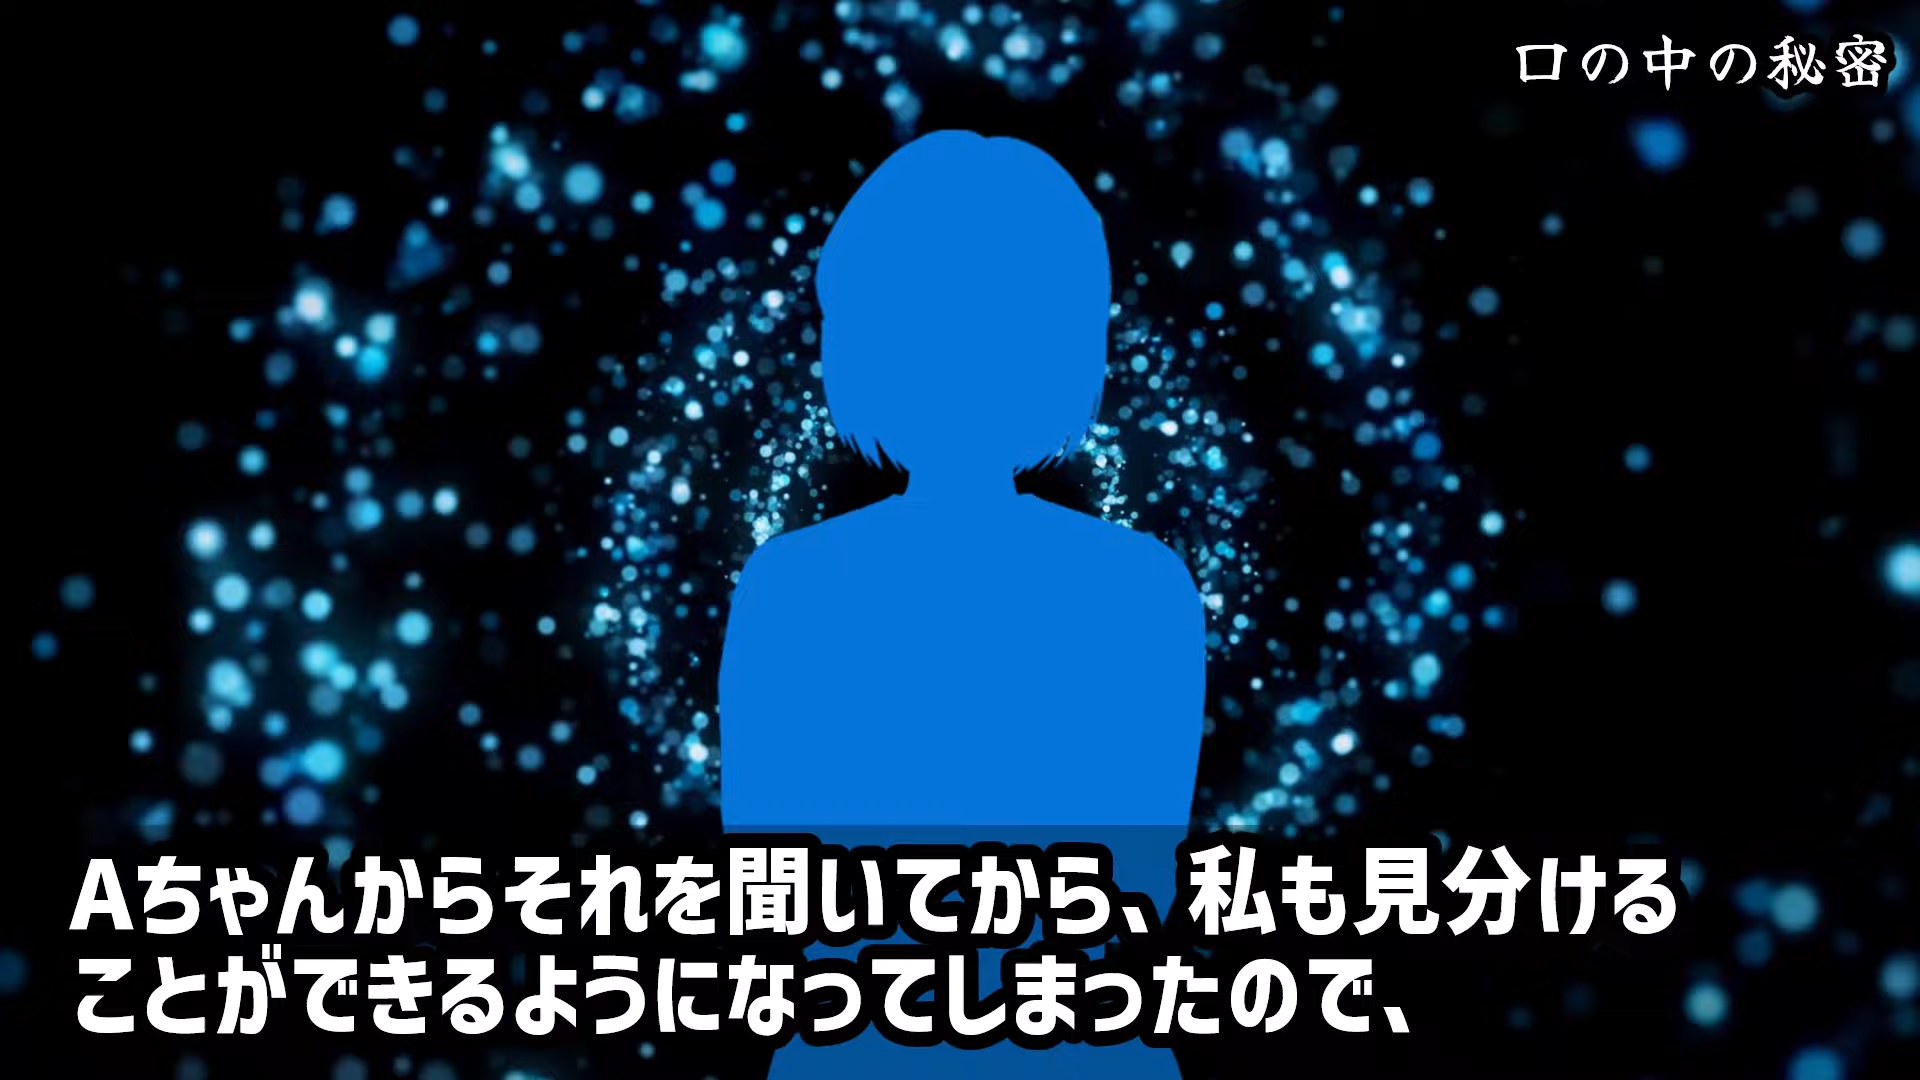 口の中の秘密
Aちゃんからそれを聞いてから、私も見分ける
ことができるようになってしまったので、